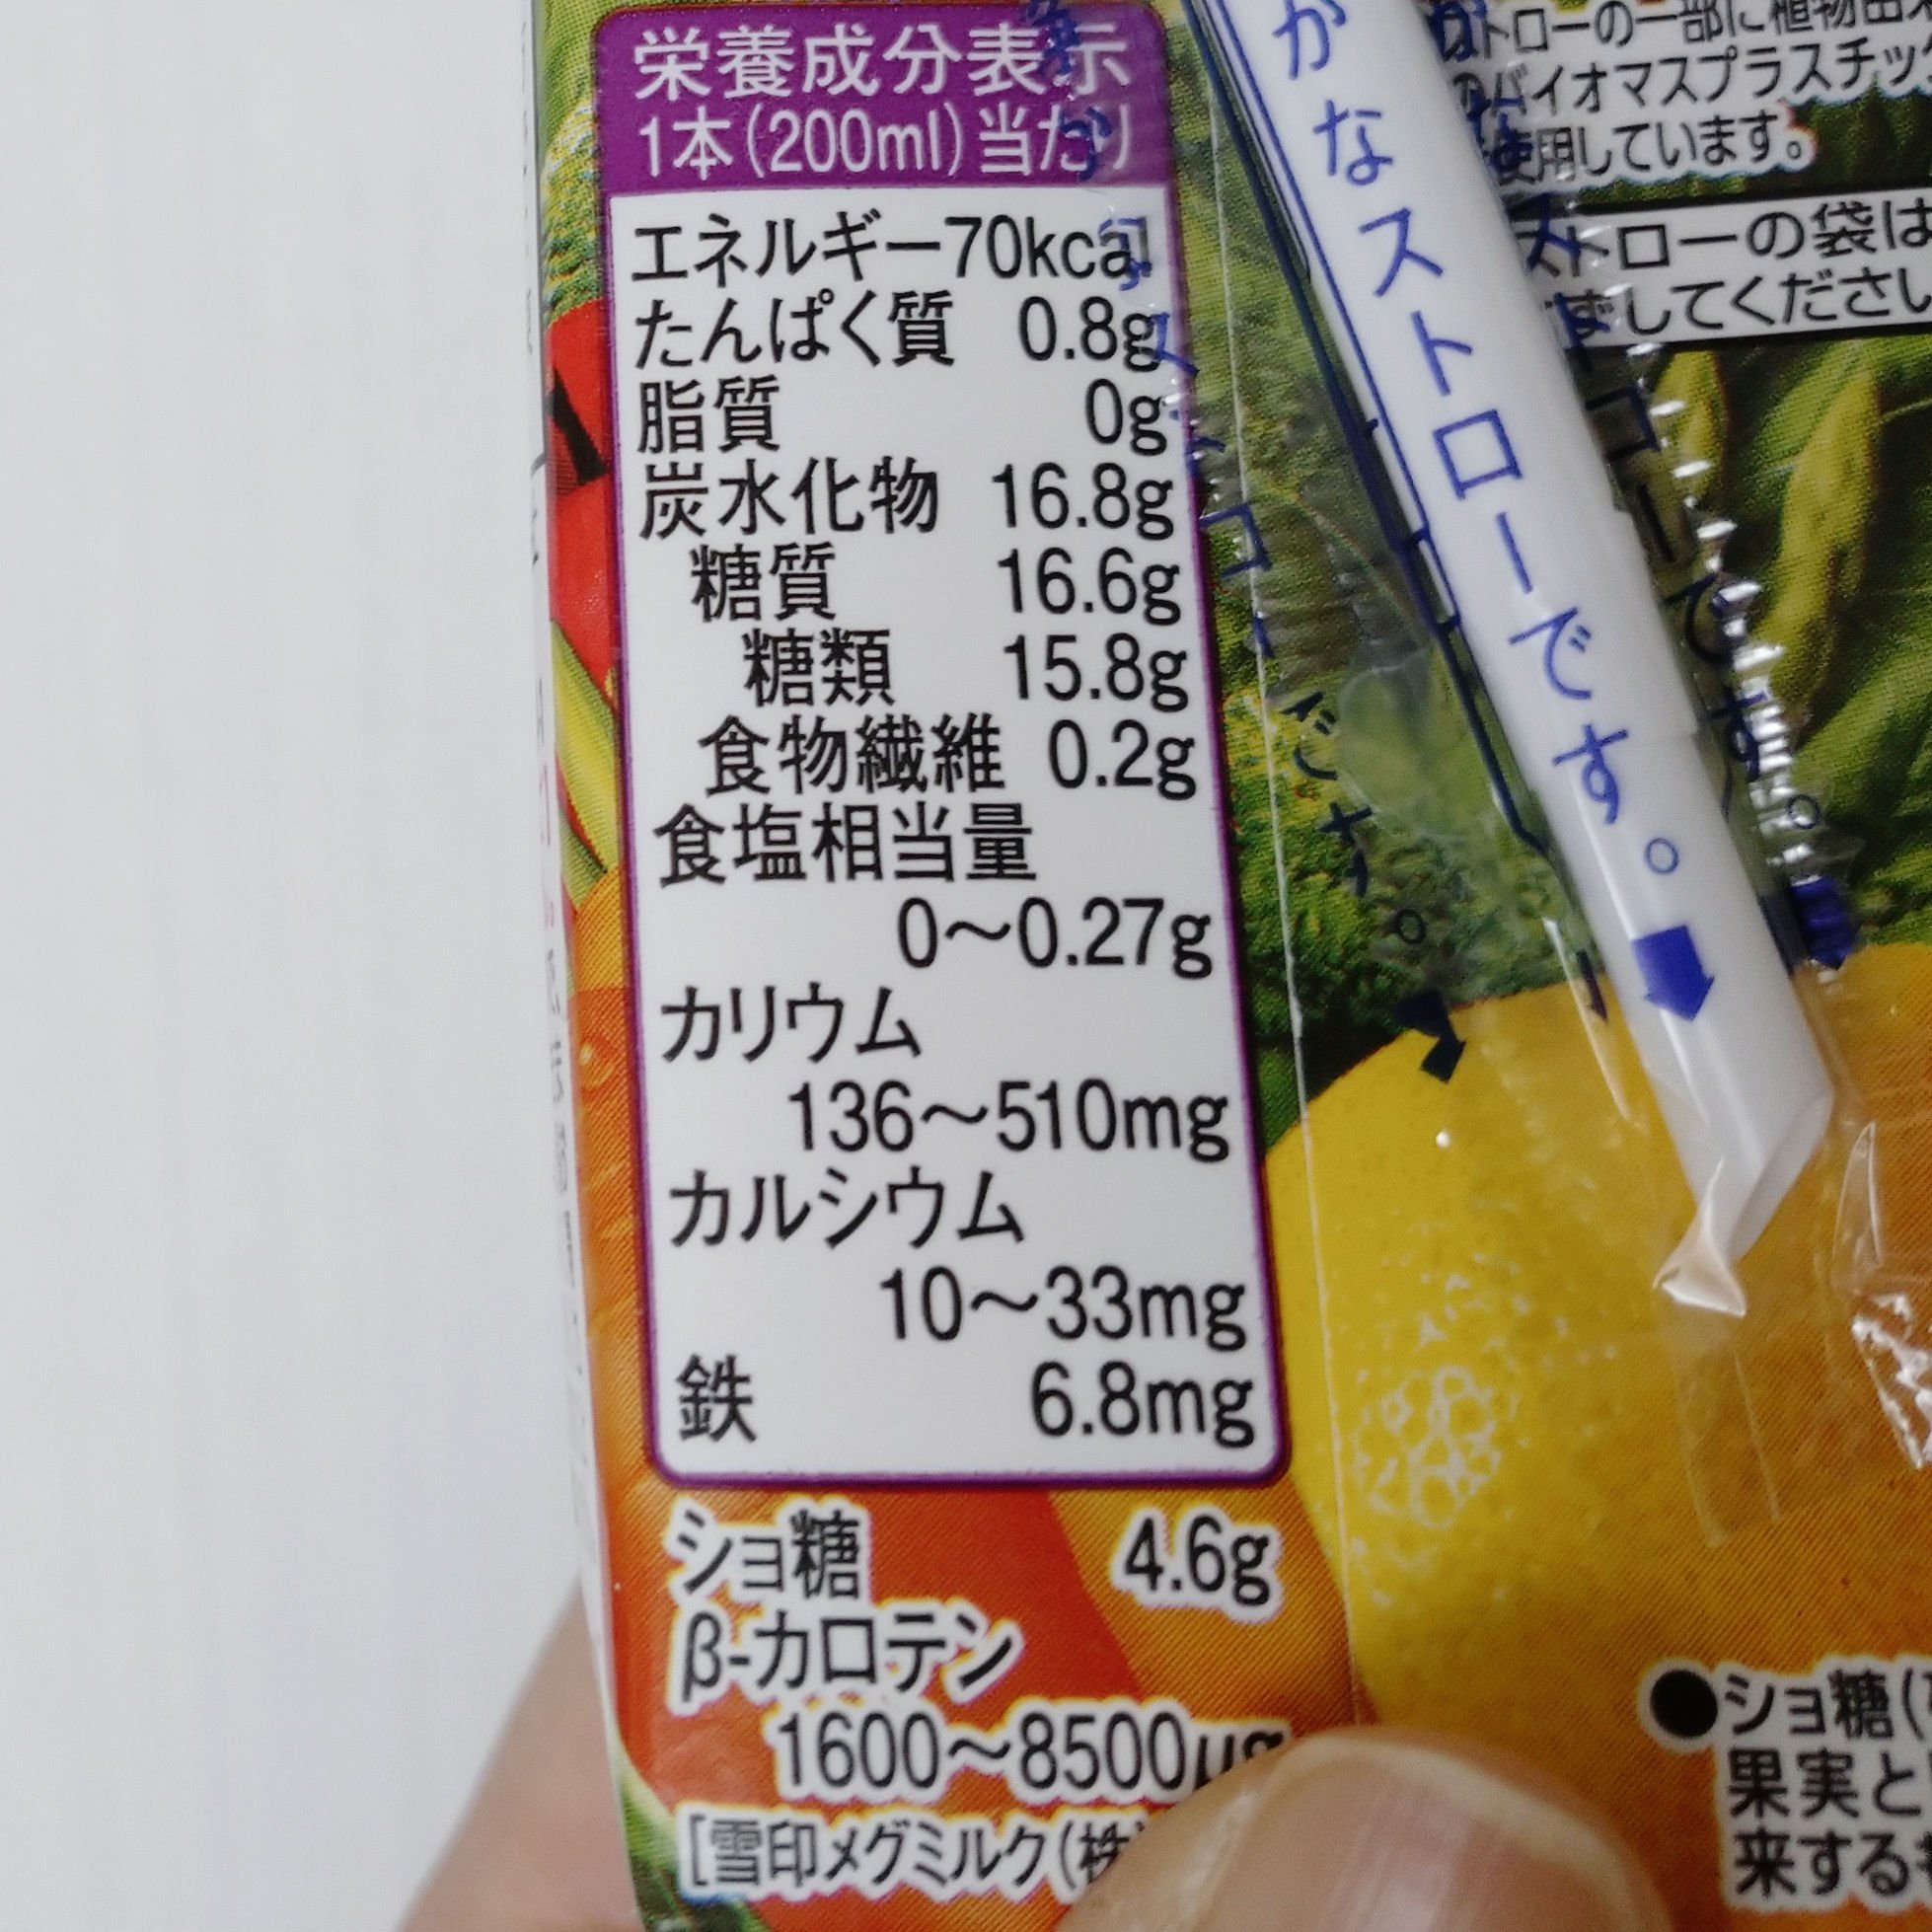 栄養成分表示
1本(200ml)当たり
エネルギー70kcal
たんぱく質 0.8g
脂質 0g
炭水化物 16.8g
糖質 16.6g
糖類 15.8g
食物繊維 0.2g
食塩相当量
0〜0.27g
カリウム
136〜510mg
カルシウム
10〜33mg
鉄 6.8mg
ショ糖 4.6g
β-カロテン
1600〜8500μg
[雪印メグミルク(株)
かなストローです。
ストローの一部に植物由来
のバイオマスプラスチック
使用しています。
ストローの袋は
してください
●ショ糖(
果実と
来する